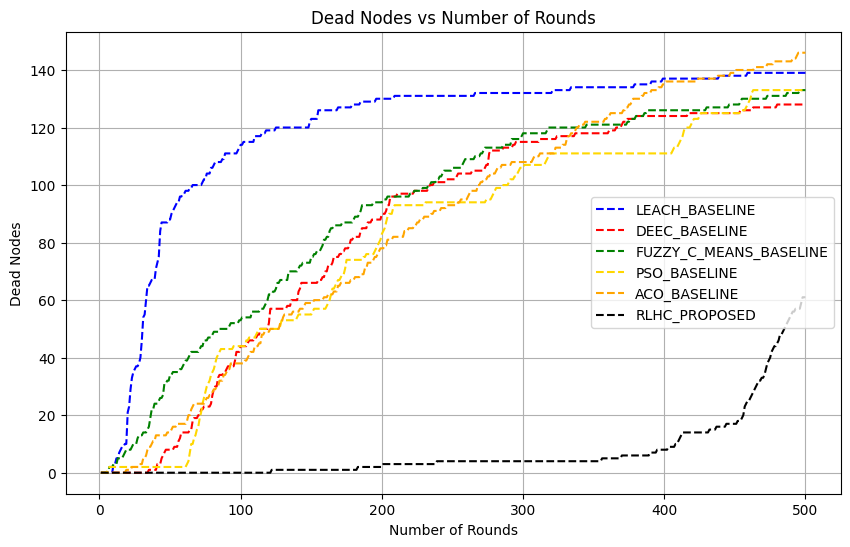 Dead Nodes vs Number of Rounds
Dead Nodes
140
120
100
80
60
40
20
0
LEACH_BASELINE
DEEC_BASELINE
FUZZY_C_MEANS_BASELINE
PSO_BASELINE
ACO_BASELINE
RLHC_PROPOSED
0 100 200 300 400 500
Number of Rounds